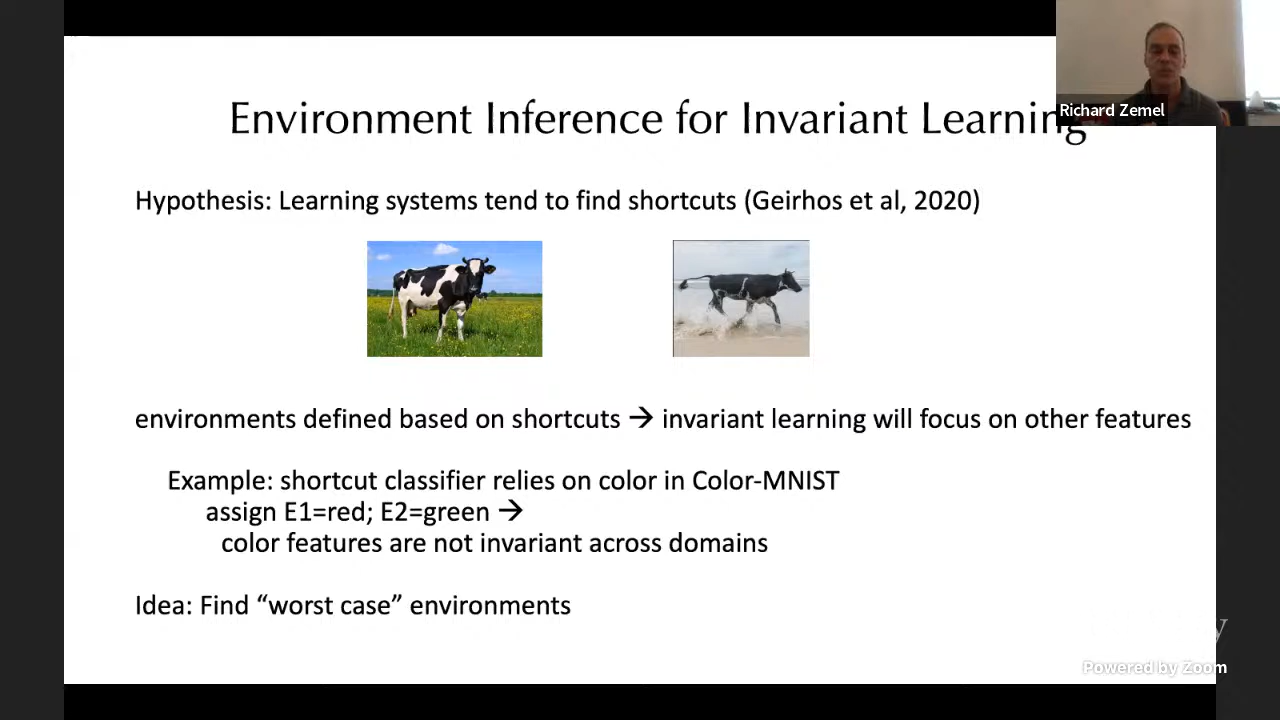 Environment Inference for Invariant Learning
Richard Zemel
Hypothesis: Learning systems tend to find shortcuts (Geirhos et al, 2020)
environments defined based on shortcuts → invariant learning will focus on other features
Example: shortcut classifier relies on color in Color-MNIST
assign E1=red; E2=green →
color features are not invariant across domains
Idea: Find “worst case” environments
Powered by Zoom